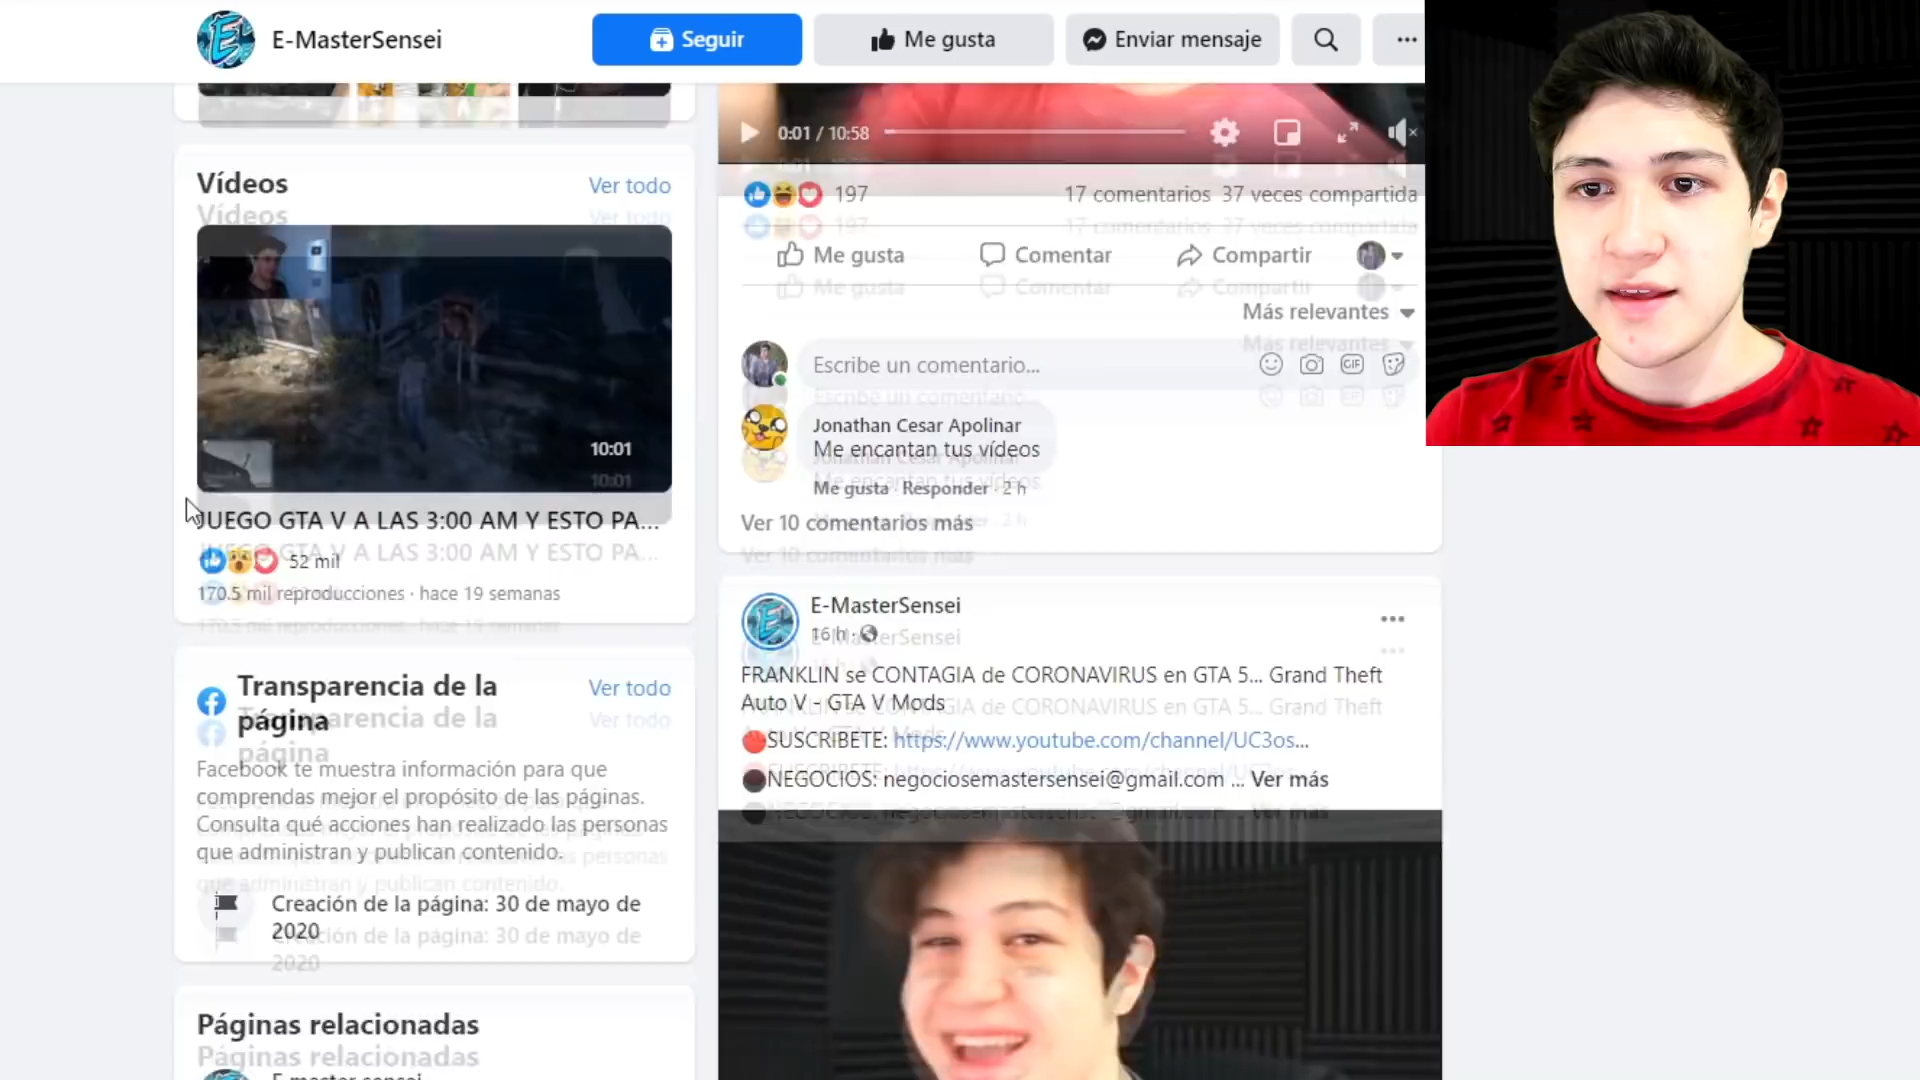 E-MasterSensei
Seguir
Me gusta
Enviar mensaje
Vídeos
Ver todo
10:01
JUEGO GTA V A LAS 3:00 AM Y ESTO PA...
52 mil
170.5 mil reproducciones · hace 19 semanas
Transparencia de la
página
Ver todo
Facebook te muestra información para que
comprendas mejor el propósito de las páginas.
Consulta qué acciones han realizado las personas
que administran y publican contenido.
Creación de la página: 30 de mayo de
2020
Páginas relacionadas
E-master sensei
0:01 / 10:58
197
17 comentarios 37 veces compartida
Me gusta
Comentar
Compartir
Más relevantes
Escribe un comentario...
GIF
Jonathan Cesar Apolinar
Me encantan tus vídeos
Me gusta · Responder · 2 h
Ver 10 comentarios más
E-MasterSensei
16 h ·
FRANKLIN se CONTAGIA de CORONAVIRUS en GTA 5... Grand Theft
Auto V - GTA V Mods
SUSCRIBETE: https://www.youtube.com/channel/UC3os...
NEGOCIOS: negociosemastersensei@gmail.com ... Ver más